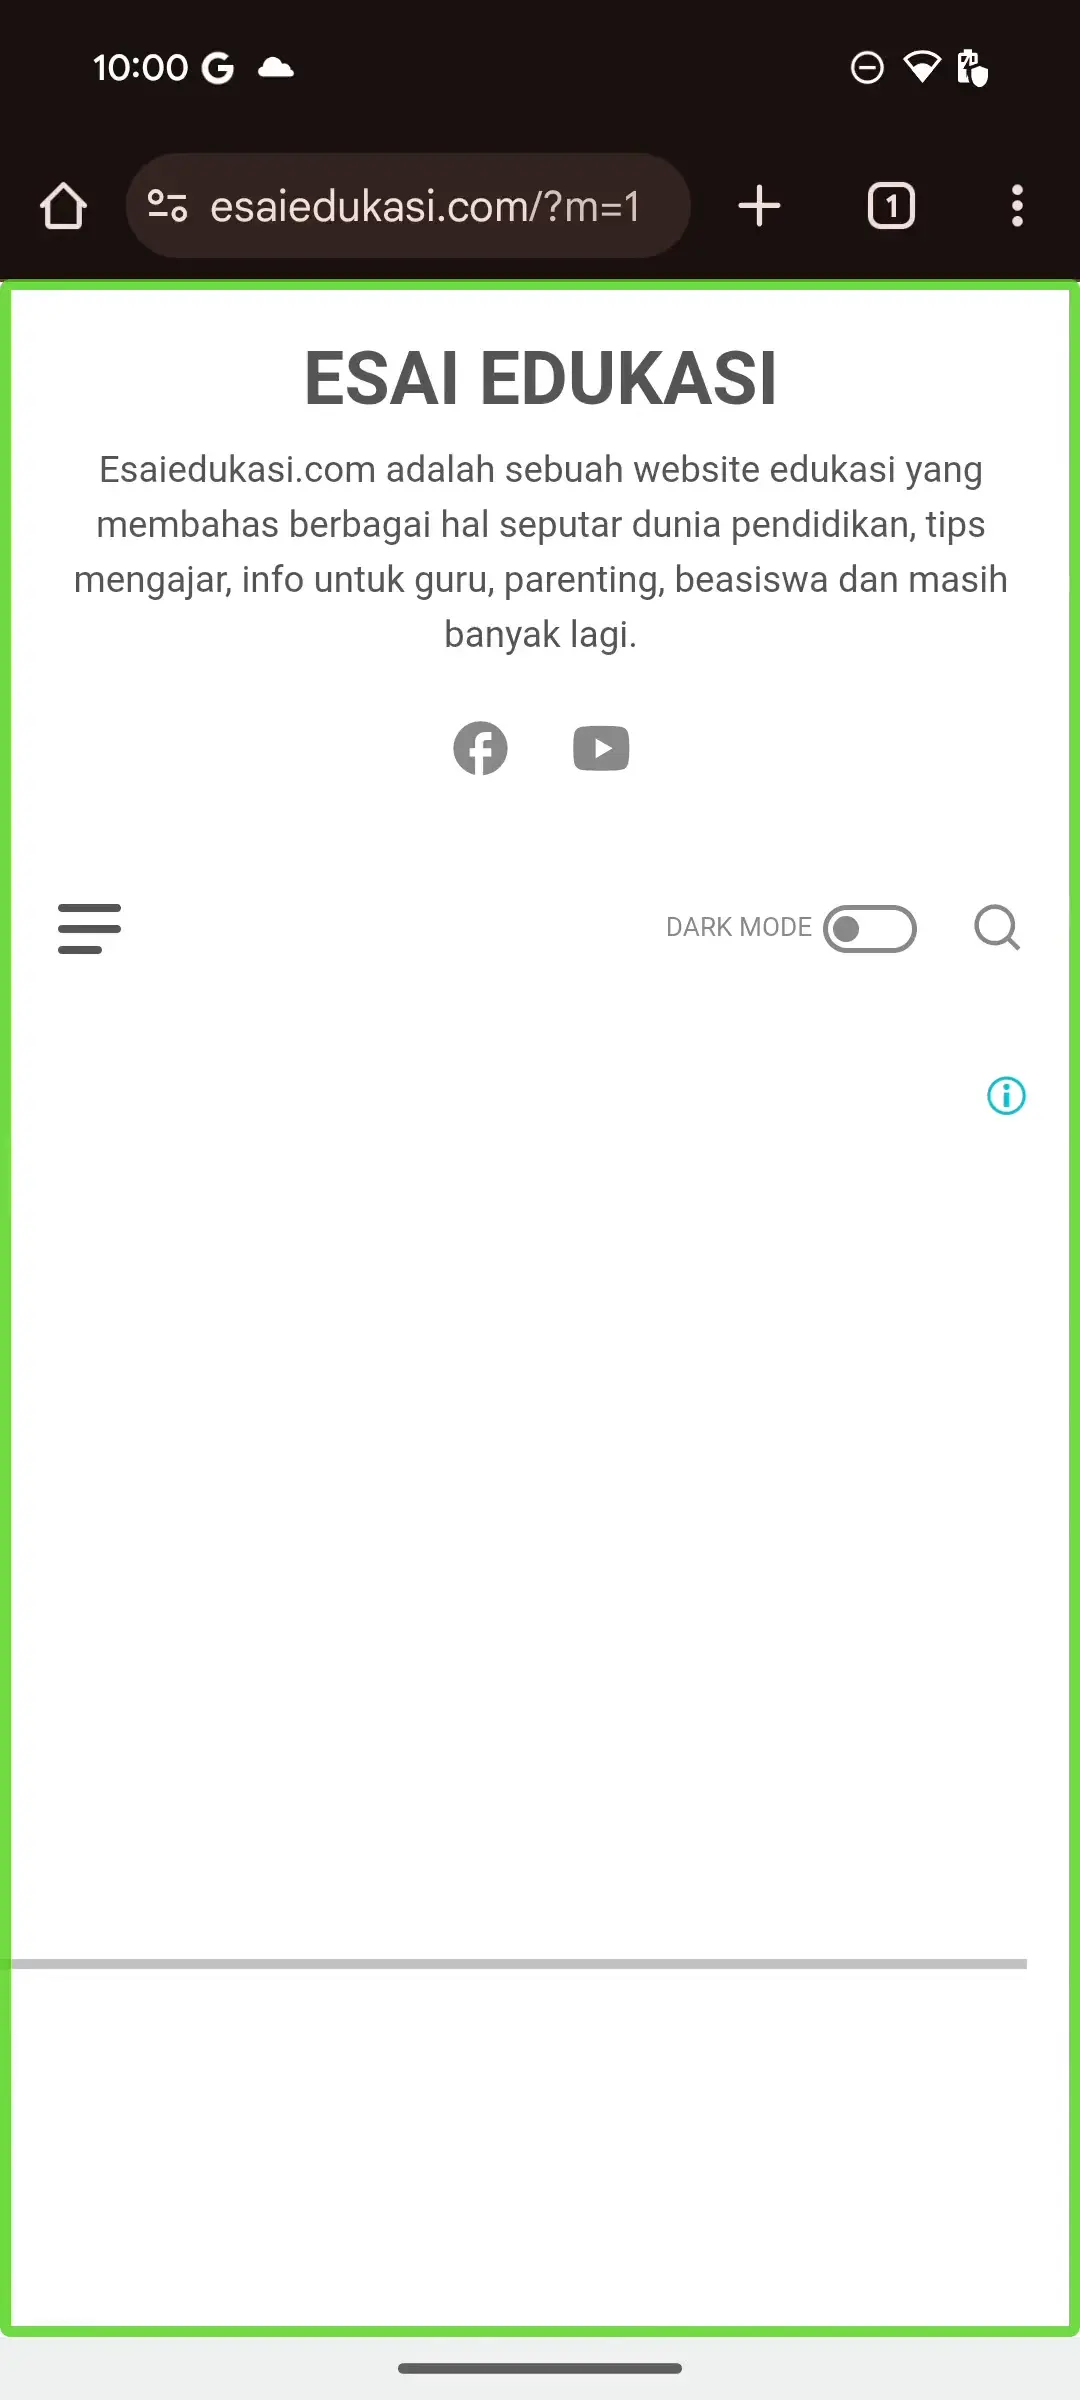 10:00
esaiedukasi.com/?m=1
1
ESAI EDUKASI
Esaiedukasi.com adalah sebuah website edukasi yang
membahas berbagai hal seputar dunia pendidikan, tips
mengajar, info untuk guru, parenting, beasiswa dan masih
banyak lagi.
DARK MODE